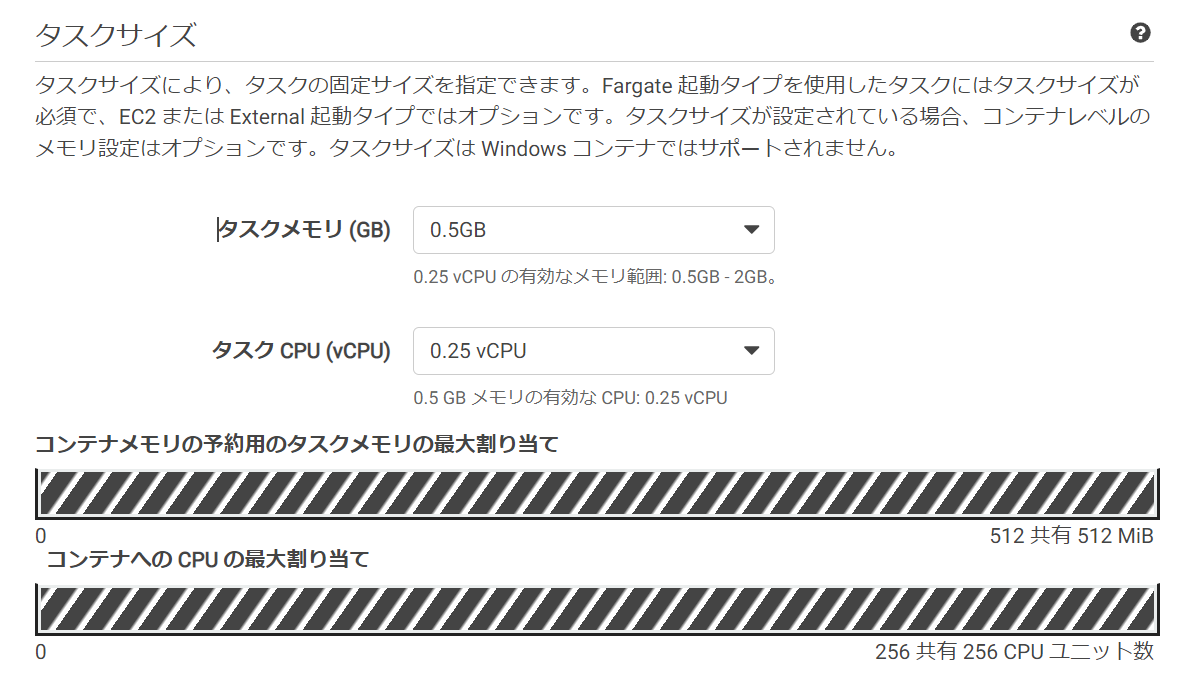 タスクサイズ
タスクサイズにより、タスクの固定サイズを指定できます。Fargate 起動タイプを使用したタスクにはタスクサイズが
必須で、EC2 または External 起動タイプではオプションです。タスクサイズが設定されている場合、コンテナレベルの
メモリ設定はオプションです。タスクサイズは Windows コンテナではサポートされません。
タスクメモリ (GB)
0.5GB
0.25 vCPU の有効なメモリ範囲: 0.5GB - 2GB。
タスク CPU (vCPU)
0.25 vCPU
0.5 GB メモリの有効な CPU: 0.25 vCPU
コンテナメモリの予約用のタスクメモリの最大割り当て
0
512 共有 512 MiB
コンテナへの CPU の最大割り当て
0
256 共有 256 CPU ユニット数